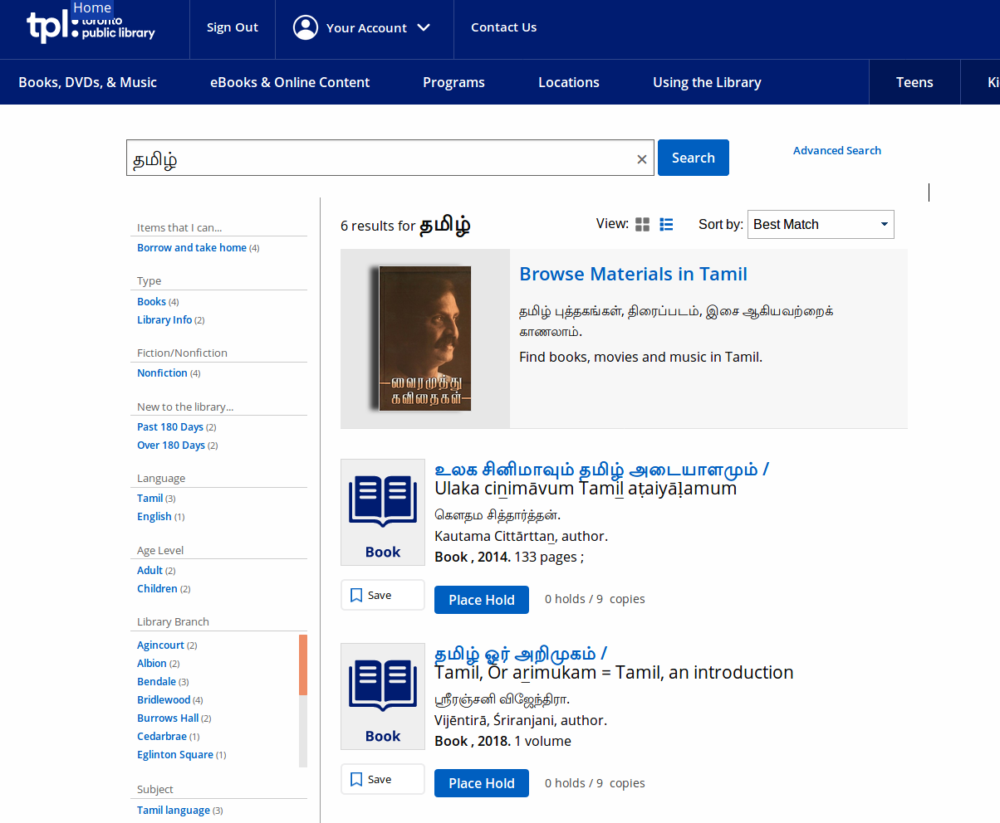 Home
tpl: toronto
public library
Sign Out
Your Account
Contact Us
Books, DVDs, & Music
eBooks & Online Content
Programs
Locations
Using the Library
Teens
Ki
தமிழ்
×
Search
Advanced Search
Items that I can...
Borrow and take home (4)
Type
Books (4)
Library Info (2)
Fiction/Nonfiction
Nonfiction (4)
New to the library...
Past 180 Days (2)
Over 180 Days (2)
Language
Tamil (3)
English (1)
Age Level
Adult (2)
Children (2)
Library Branch
Agincourt (2)
Albion (2)
Bendale (3)
Bridlewood (4)
Burrows Hall (2)
Cedarbrae (1)
Eglinton Square (1)
Subject
Tamil language (3)
6 results for தமிழ்
View:
Sort by: Best Match
வைரமுத்து
கவிதைகள்
Browse Materials in Tamil
தமிழ் புத்தகங்கள், திரைப்படம், இசை ஆகியவற்றைக்
காணலாம்.
Find books, movies and music in Tamil.
Book
உலக சினிமாவும் தமிழ் அடையாளமும் /
Ulaka cin̲imāvum Tamil̲ aṭaiyāḷamum
கௌதம சித்தார்த்தன்.
Kautama Cittārttan̲, author.
Book , 2014. 133 pages ;
Save
Place Hold
0 holds / 9 copies
Book
தமிழ் ஓர் அறிமுகம் /
Tamil, Ōr ar̲imukam = Tamil, an introduction
ஸ்ரீரஞ்சனி விஜேந்திரா.
Vijēntirā, Śriranjani, author.
Book , 2018. 1 volume
Save
Place Hold
0 holds / 9 copies